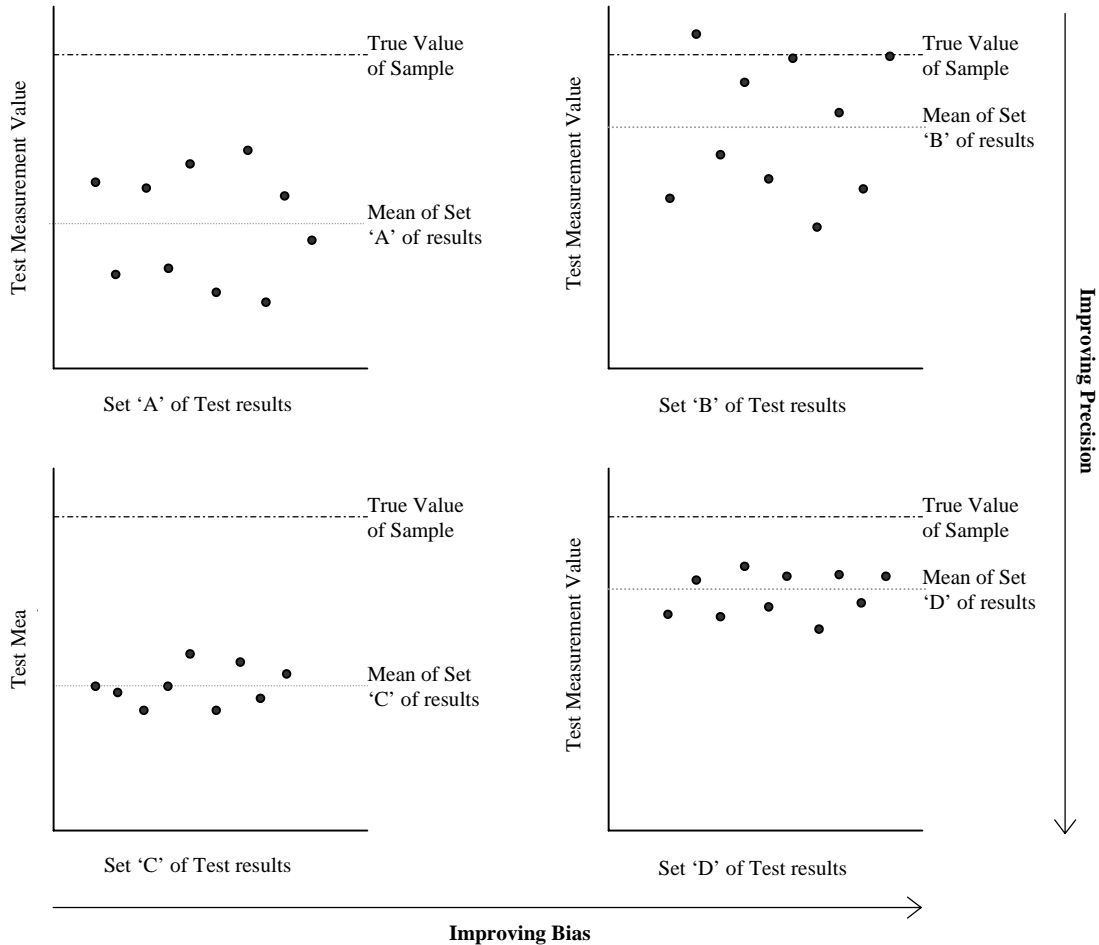 True Value
of Sample
Mean of Set
‘A’ of results
Test Measurement Value
Set ‘A’ of Test results
True Value
of Sample
Mean of Set
‘B’ of results
Test Measurement Value
Set ‘B’ of Test results
True Value
of Sample
Mean of Set
‘C’ of results
Test Mea
Set ‘C’ of Test results
True Value
of Sample
Mean of Set
‘D’ of results
Test Measurement Value
Set ‘D’ of Test results
Improving Precision
Improving Bias